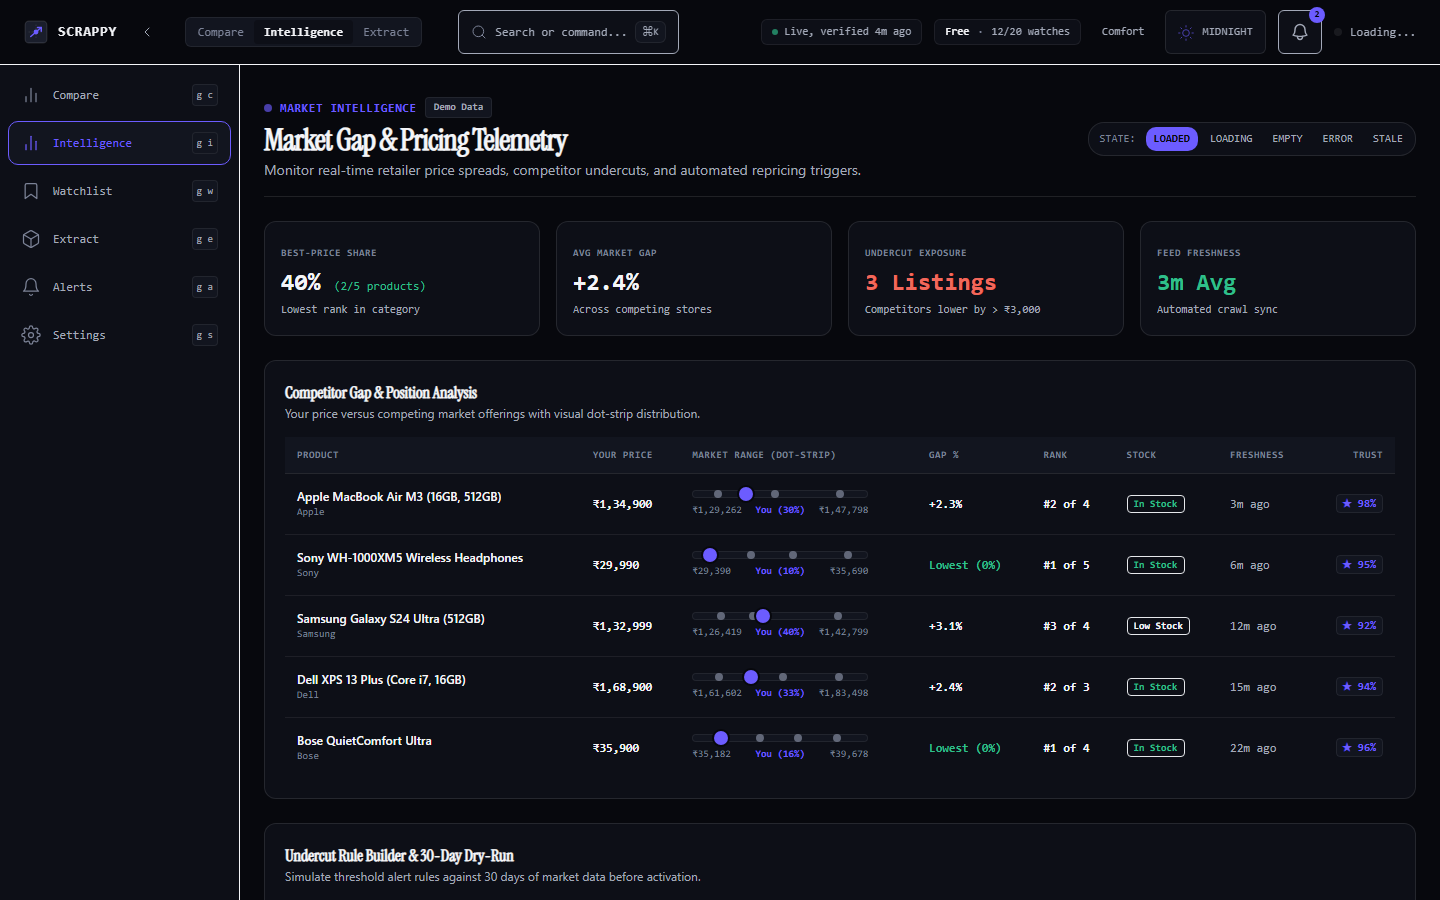 SCRAPPY
Compare Intelligence Extract
Search or command... ⌘K
Live, verified 4m ago
Free · 12/20 watches
Comfort
MIDNIGHT
2
Loading...
Compare g c
Intelligence g i
Watchlist g w
Extract g e
Alerts g a
Settings g s
MARKET INTELLIGENCE Demo Data
Market Gap & Pricing Telemetry
Monitor real-time retailer price spreads, competitor undercuts, and automated repricing triggers.
STATE: LOADED LOADING EMPTY ERROR STALE
BEST-PRICE SHARE
40% (2/5 products)
Lowest rank in category
AVG MARKET GAP
+2.4%
Across competing stores
UNDERCUT EXPOSURE
3 Listings
Competitors lower by > ₹3,000
FEED FRESHNESS
3m Avg
Automated crawl sync
Competitor Gap & Position Analysis
Your price versus competing market offerings with visual dot-strip distribution.
PRODUCT YOUR PRICE MARKET RANGE (DOT-STRIP) GAP % RANK STOCK FRESHNESS TRUST
Apple MacBook Air M3 (16GB, 512GB)
Apple
₹1,34,900
₹1,29,262 You (30%) ₹1,47,798
+2.3% #2 of 4 In Stock 3m ago ★ 98%
Sony WH-1000XM5 Wireless Headphones
Sony
₹29,990
₹29,390 You (10%) ₹35,690
Lowest (0%) #1 of 5 In Stock 6m ago ★ 95%
Samsung Galaxy S24 Ultra (512GB)
Samsung
₹1,32,999
₹1,26,419 You (40%) ₹1,42,799
+3.1% #3 of 4 Low Stock 12m ago ★ 92%
Dell XPS 13 Plus (Core i7, 16GB)
Dell
₹1,68,900
₹1,61,602 You (33%) ₹1,83,498
+2.4% #2 of 3 In Stock 15m ago ★ 94%
Bose QuietComfort Ultra
Bose
₹35,900
₹35,182 You (16%) ₹39,678
Lowest (0%) #1 of 4 In Stock 22m ago ★ 96%
Undercut Rule Builder & 30-Day Dry-Run
Simulate threshold alert rules against 30 days of market data before activation.